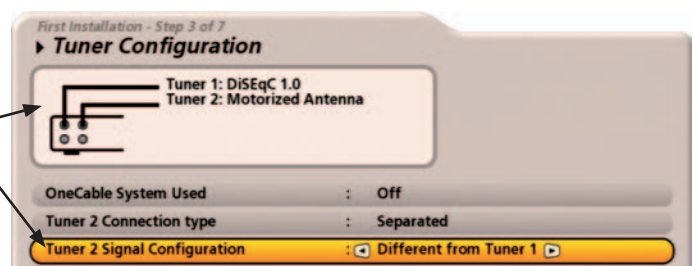 First Installation - Step 3 of 7
Tuner Configuration
Tuner 1: DiSEqC 1.0
Tuner 2: Motorized Antenna
OneCable System Used : Off
Tuner 2 Connection type : Separated
Tuner 2 Signal Configuration : Different from Tuner 1